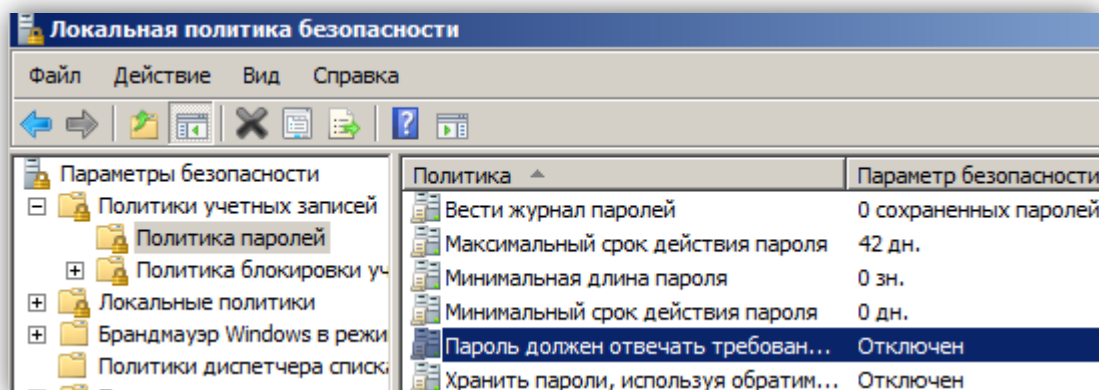 Локальная политика безопасности
Файл Действие Вид Справка
Параметры безопасности
Политики учетных записей
Политика паролей
Политика блокировки уч
Локальные политики
Брандмауэр Windows в режи
Политики диспетчера списк
Политика Параметр безопасности
Вести журнал паролей 0 сохраненных паролей
Максимальный срок действия пароля 42 дн.
Минимальная длина пароля 0 зн.
Минимальный срок действия пароля 0 дн.
Пароль должен отвечать требован... Отключен
Хранить пароли, используя обратим... Отключен